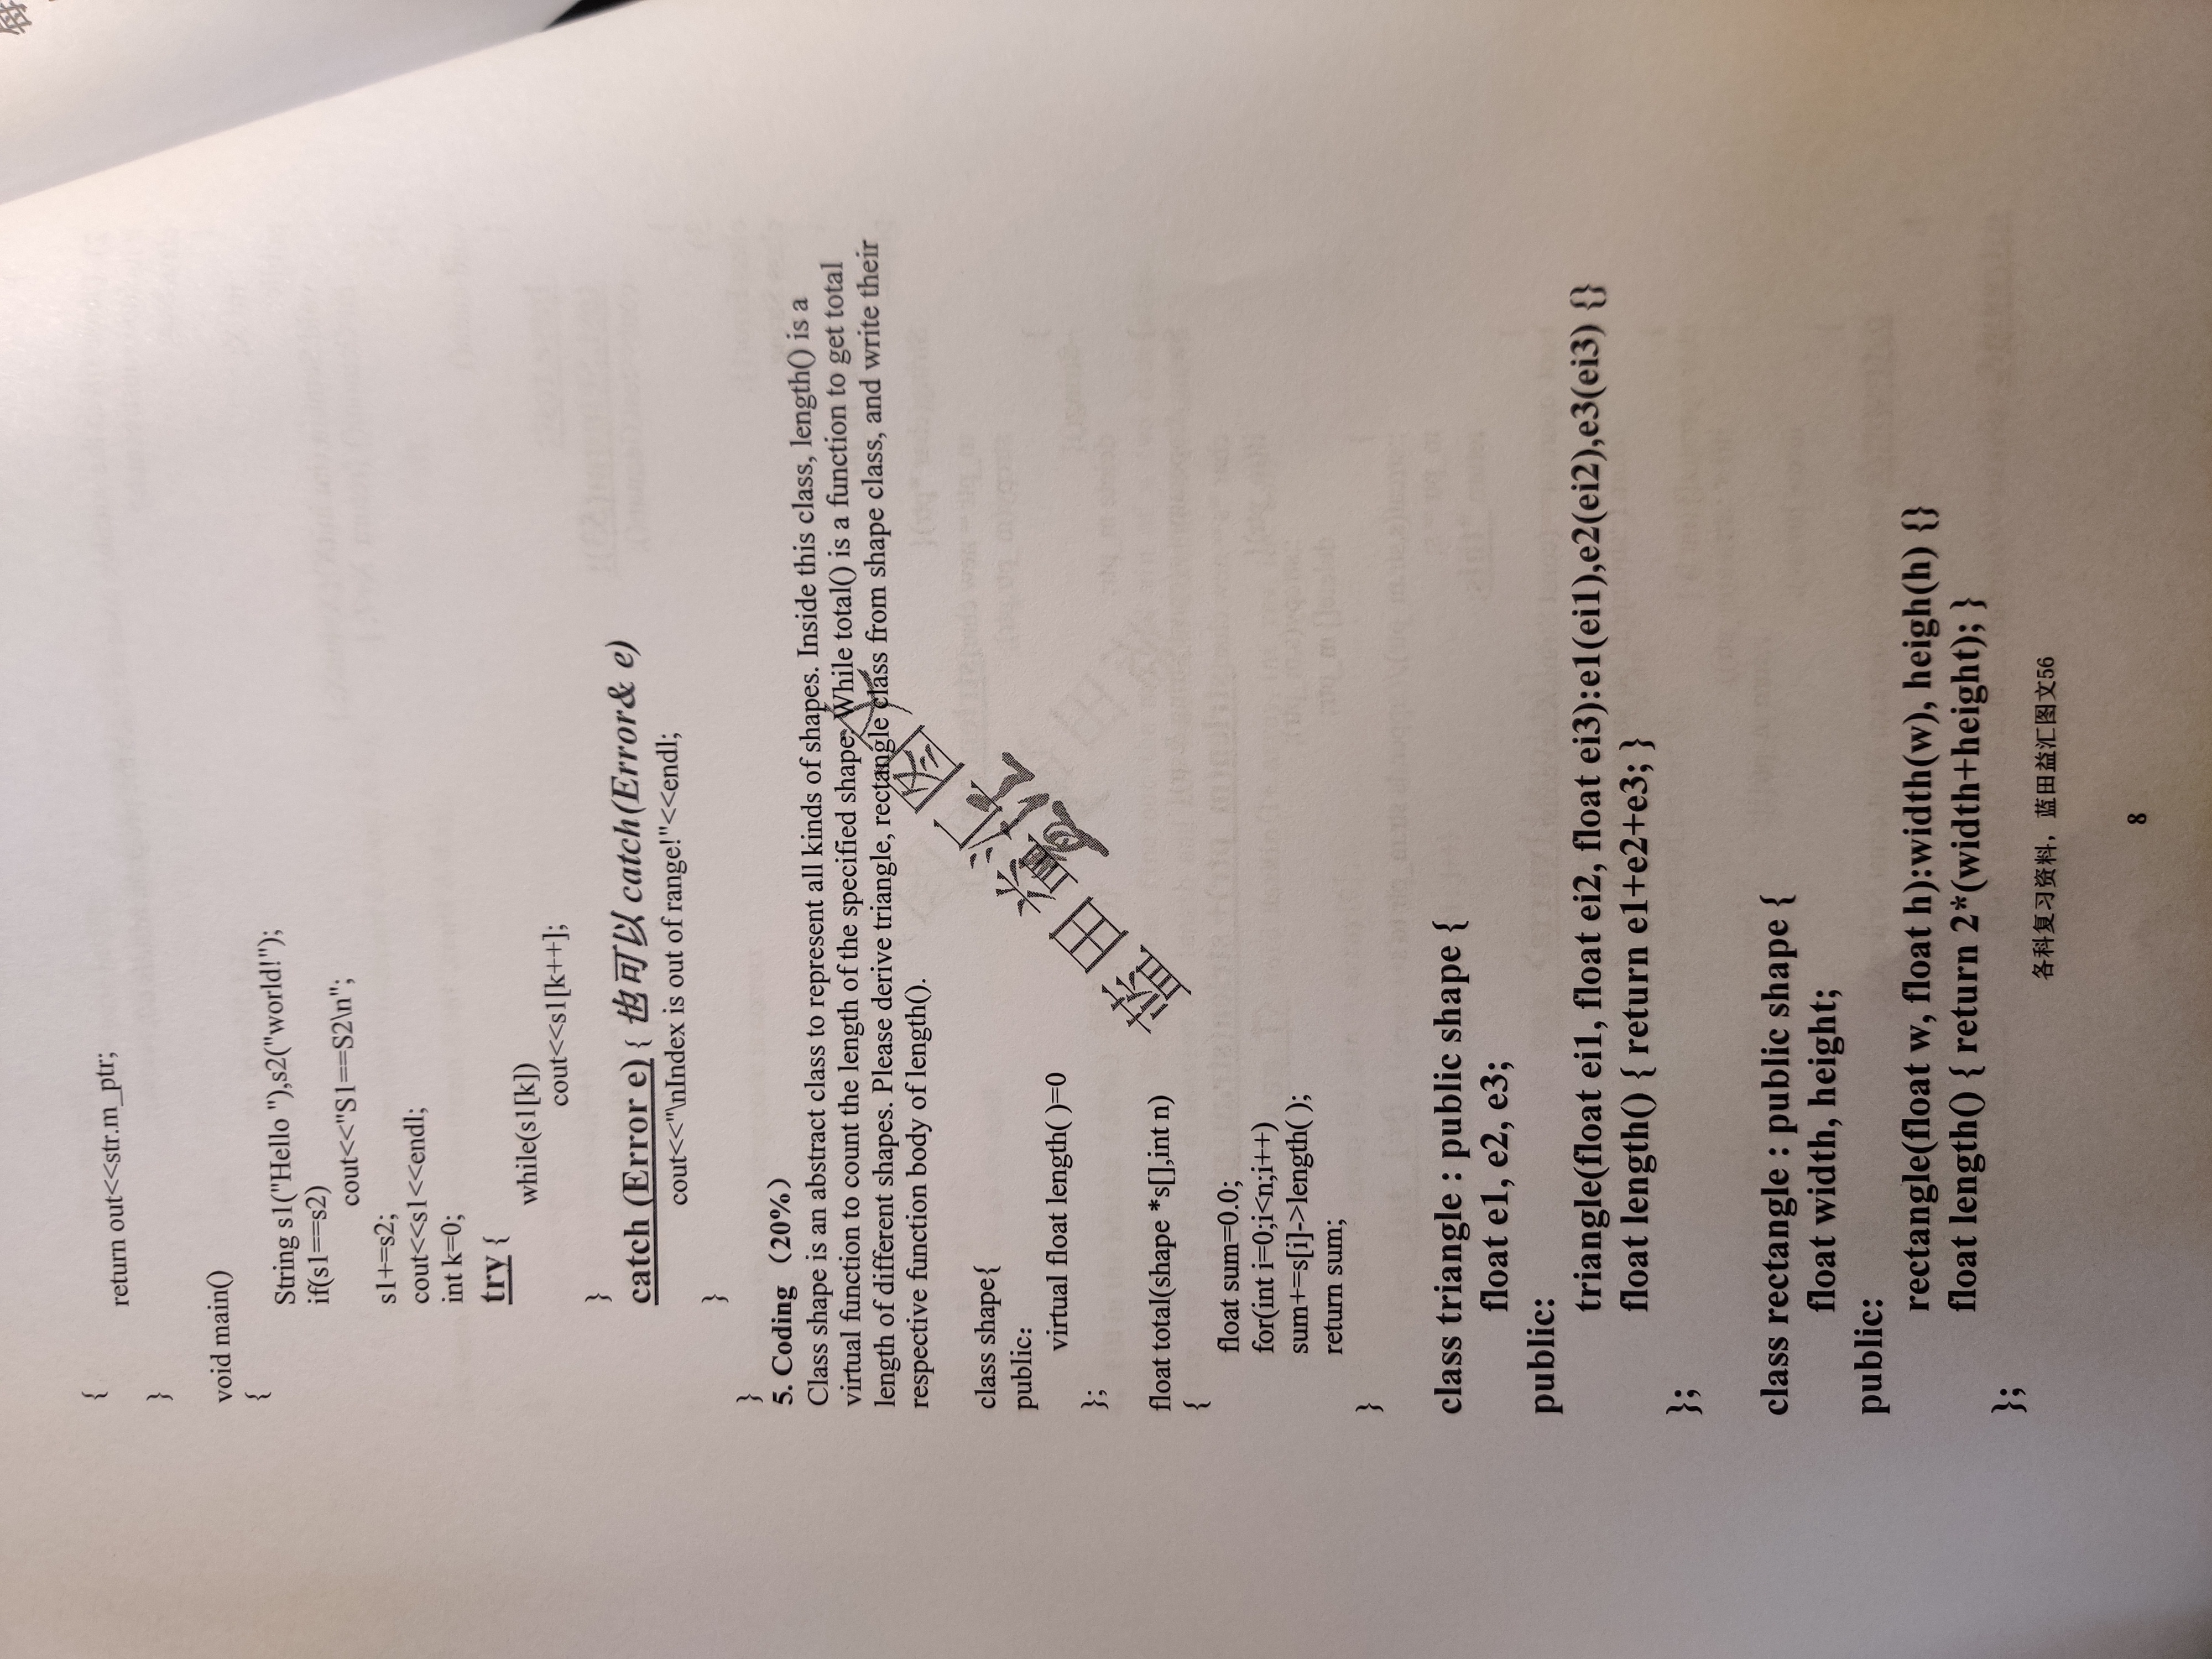 {
return out<<str.m_ptr;
}
void main()
{
String s1("Hello "),s2("world!");
if(s1==s2)
cout<<"S1==S2\n";
s1+=s2;
cout<<s1<<endl;
int k=0;
try {
while(s1[k])
cout<<s1[k++];
}
catch (Error e) { 也可以 catch(Error& e)
cout<<"\nIndex is out of range!"<<endl;
}
}
5. Coding（20%）
Class shape is an abstract class to represent all kinds of shapes. Inside this class, length() is a
virtual function to count the length of the specified shape. While total() is a function to get total
length of different shapes. Please derive triangle, rectangle class from shape class, and write their
respective function body of length().
class shape{
public:
virtual float length( )=0
};
float total(shape *s[],int n)
{
float sum=0.0;
for(int i=0;i<n;i++)
sum+=s[i]->length( );
return sum;
}
class triangle : public shape {
float e1, e2, e3;
public:
triangle(float ei1, float ei2, float ei3):e1(ei1),e2(ei2),e3(ei3) {}
float length() { return e1+e2+e3; }
};
class rectangle : public shape {
float width, height;
public:
rectangle(float w, float h):width(w), heigh(h) {}
float length() { return 2*(width+height); }
};
蓝田益汇图文
各科复习资料，蓝田益汇图文56
8